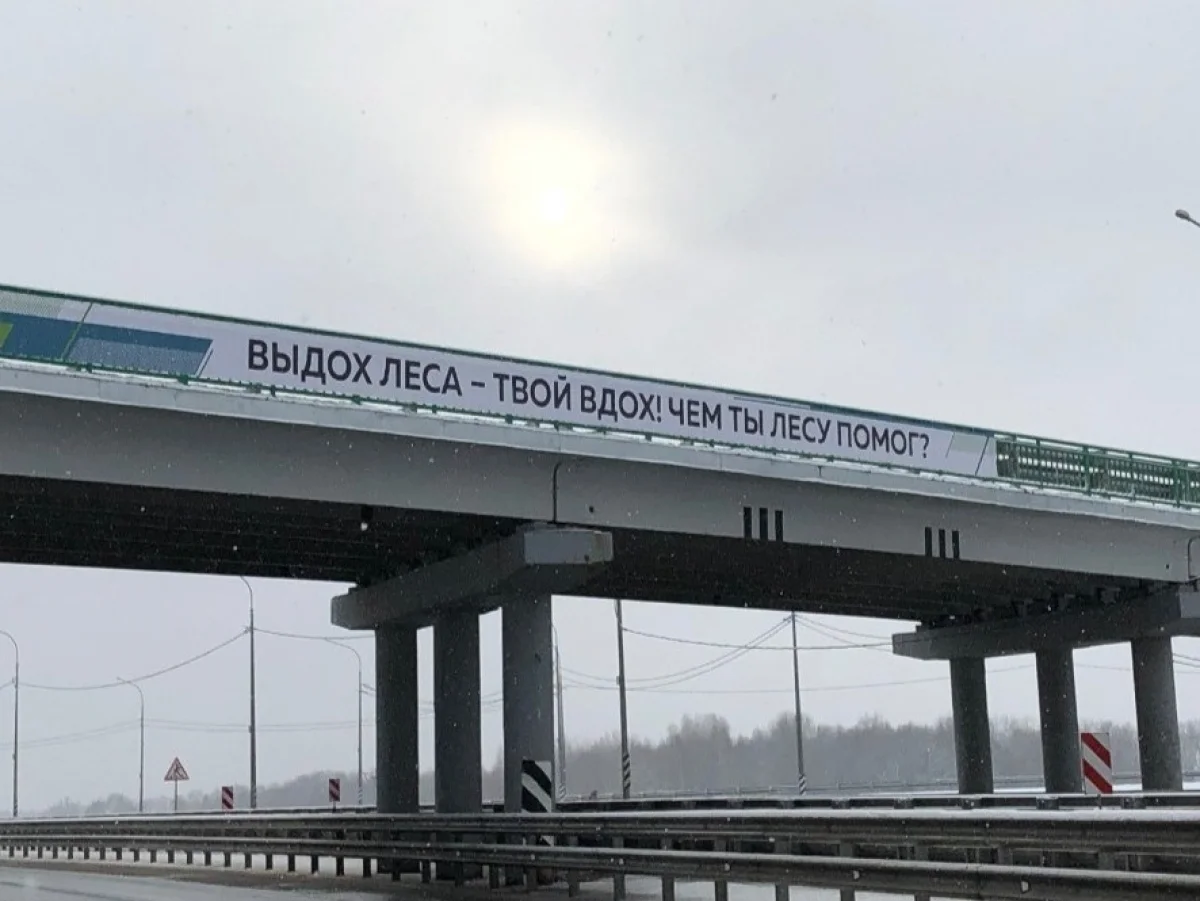 ВЫДОХ ЛЕСА – ТВОЙ ВДОХ! ЧЕМ ТЫ ЛЕСУ ПОМОГ?